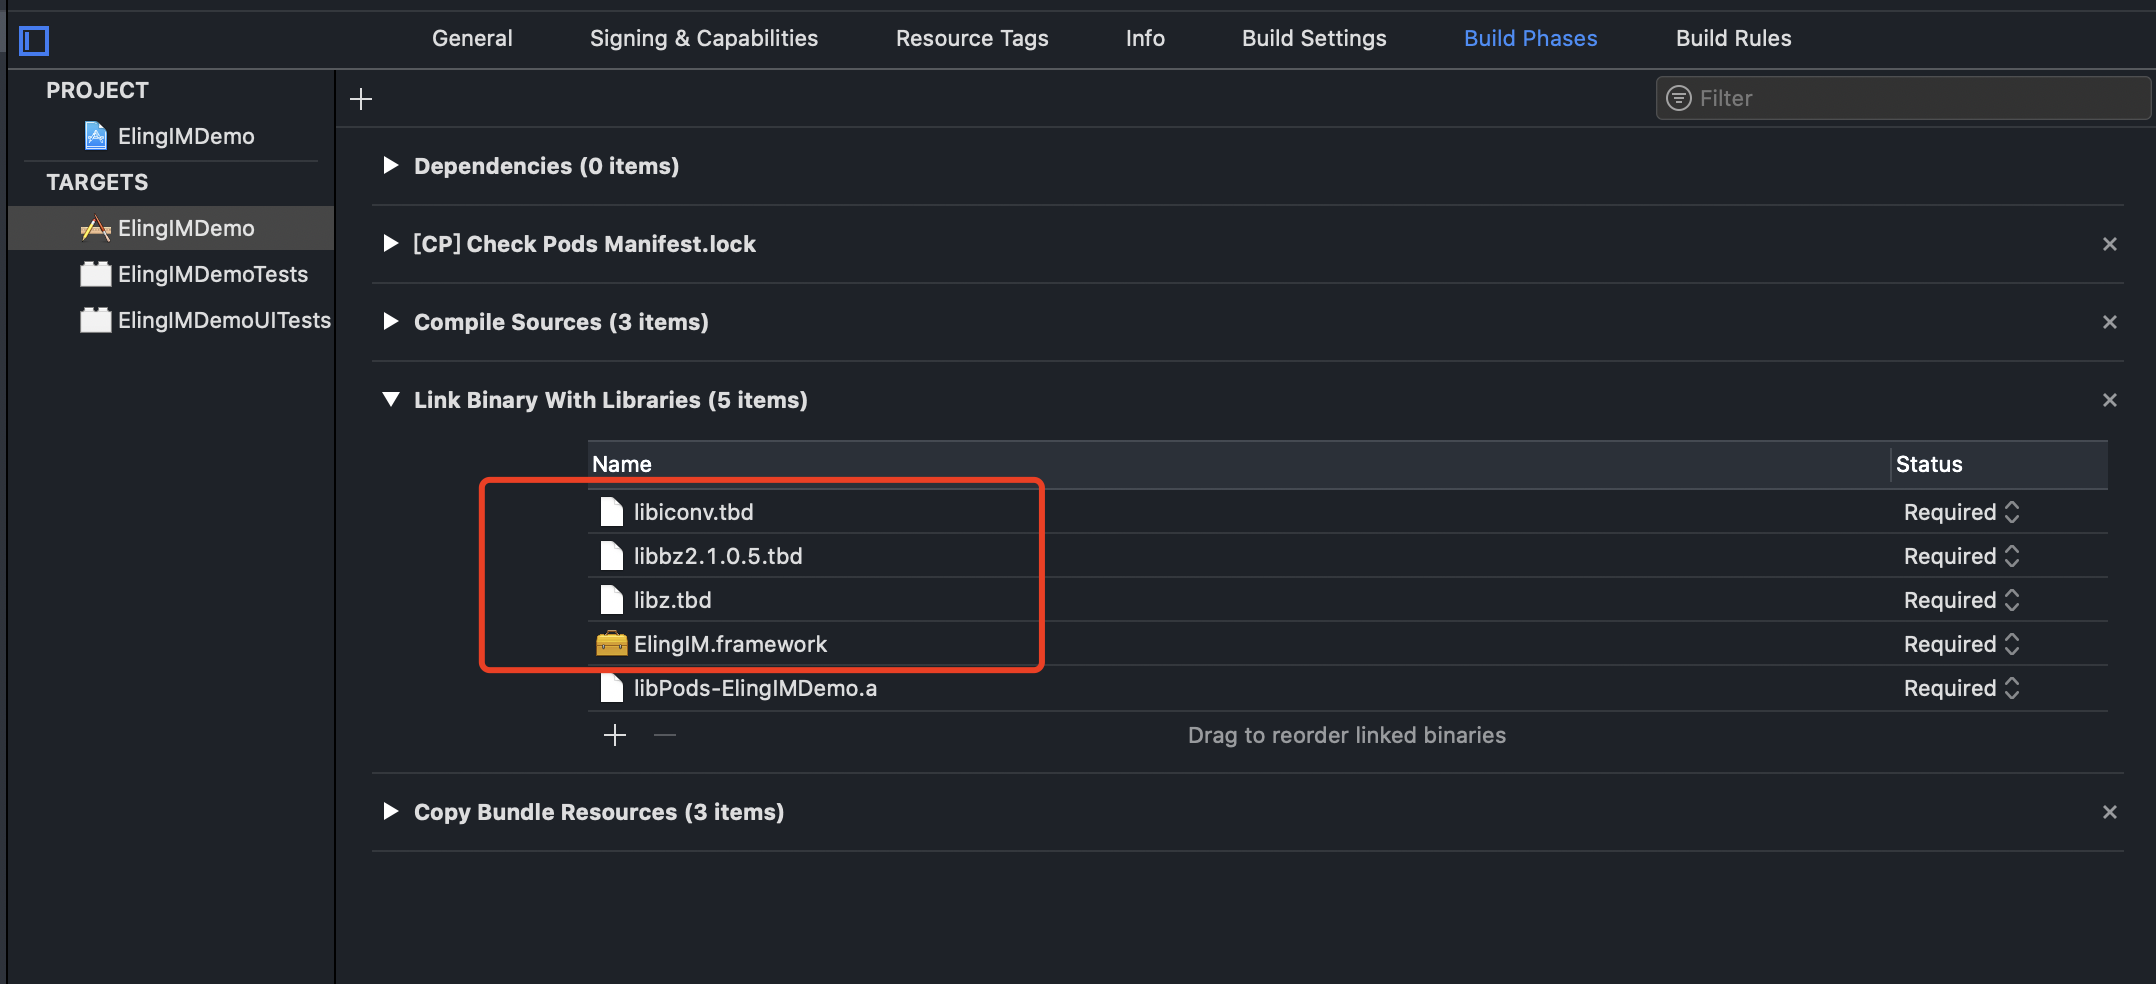 General Signing & Capabilities Resource Tags Info Build Settings Build Phases Build Rules
PROJECT
ElingIMDemo
TARGETS
ElingIMDemo
ElingIMDemoTests
ElingIMDemoUITests
Filter
Dependencies (0 items)
[CP] Check Pods Manifest.lock
Compile Sources (3 items)
Link Binary With Libraries (5 items)
Name Status
libiconv.tbd Required
libbz2.1.0.5.tbd Required
libz.tbd Required
ElingIM.framework Required
libPods-ElingIMDemo.a Required
Drag to reorder linked binaries
Copy Bundle Resources (3 items)